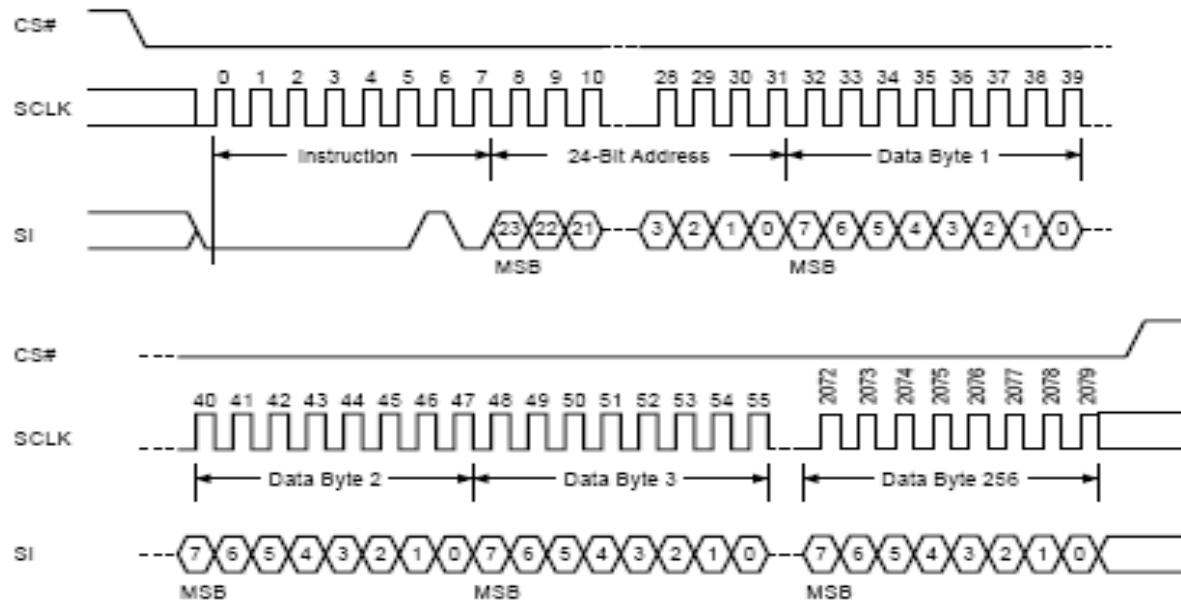 CS#
0 1 2 3 4 5 6 7 8 9 10 28 29 30 31 32 33 34 35 36 37 38 39
SCLK
Instruction 24-Bit Address Data Byte 1
SI 23 22 21 3 2 1 0 7 6 5 4 3 2 1 0
MSB MSB
CS#
2072 2073 2074 2075 2076 2077 2078 2079
40 41 42 43 44 45 46 47 48 49 50 51 52 53 54 55
SCLK
Data Byte 2 Data Byte 3 Data Byte 256
SI 7 6 5 4 3 2 1 0 7 6 5 4 3 2 1 0 7 6 5 4 3 2 1 0
MSB MSB MSB